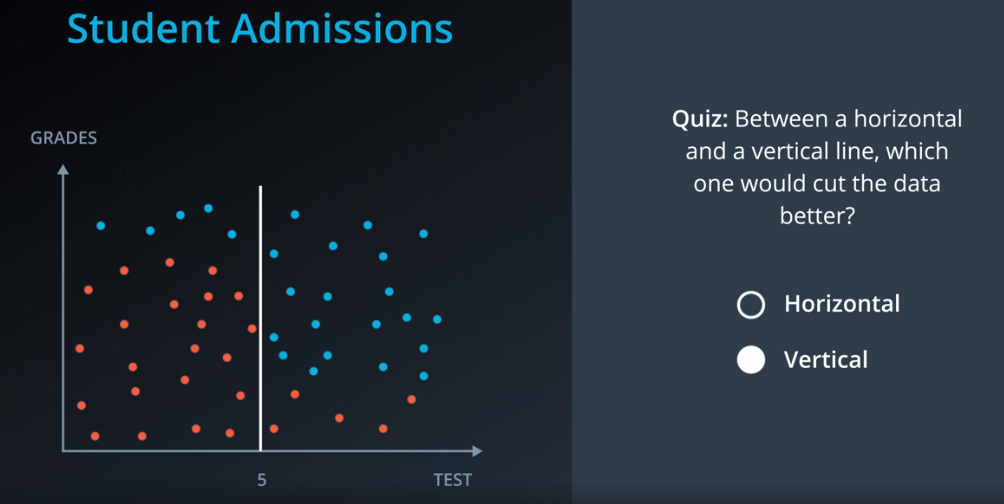 Student Admissions
GRADES
5
TEST
Quiz: Between a horizontal
and a vertical line, which
one would cut the data
better?
Horizontal
Vertical